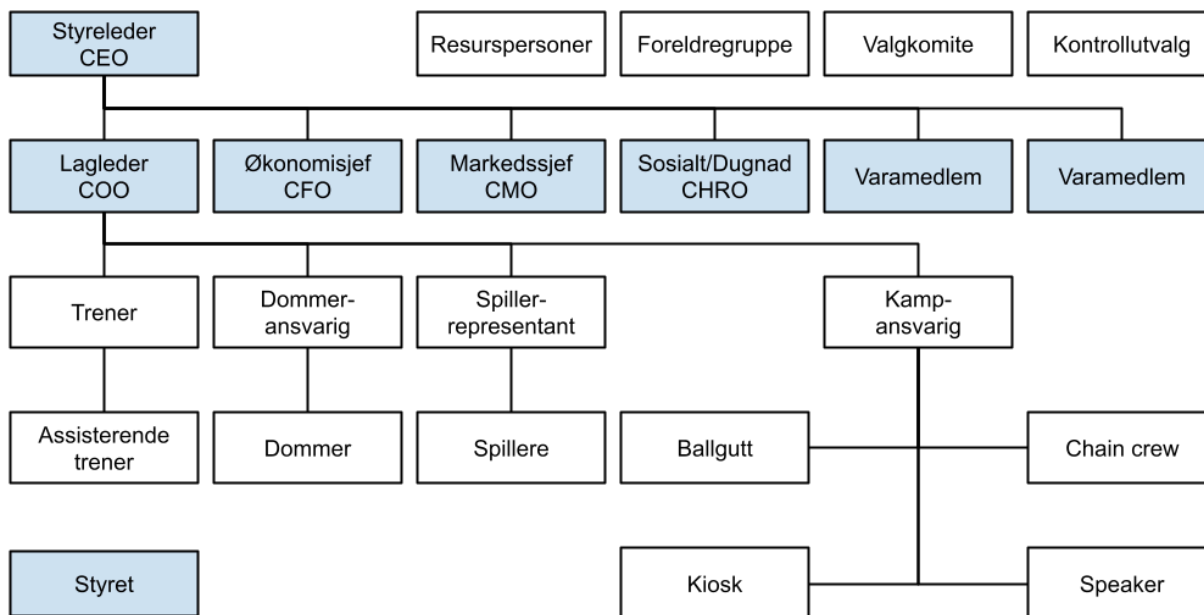 Styreleder
CEO
Resurspersoner
Foreldregruppe
Valgkomite
Kontrollutvalg
Lagleder
COO
Økonomisjef
CFO
Markedssjef
CMO
Sosialt/Dugnad
CHRO
Varamedlem
Varamedlem
Trener
Dommer-
ansvarig
Spiller-
representant
Kamp-
ansvarig
Assisterende
trener
Dommer
Spillere
Ballgutt
Chain crew
Styret
Kiosk
Speaker